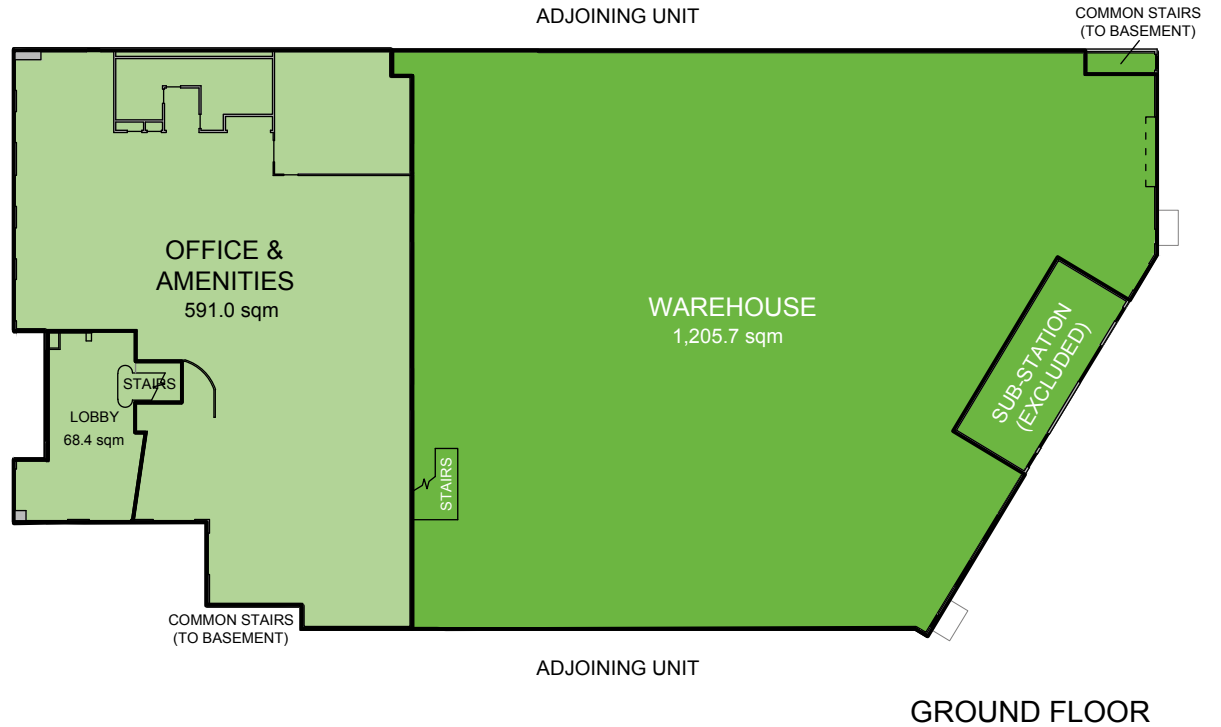 ADJOINING UNIT
COMMON STAIRS
(TO BASEMENT)
OFFICE &
AMENITIES
591.0 sqm
WAREHOUSE
1,205.7 sqm
SUB-STATION
(EXCLUDED)
STAIRS
LOBBY
68.4 sqm
STAIRS
COMMON STAIRS
(TO BASEMENT)
ADJOINING UNIT
GROUND FLOOR